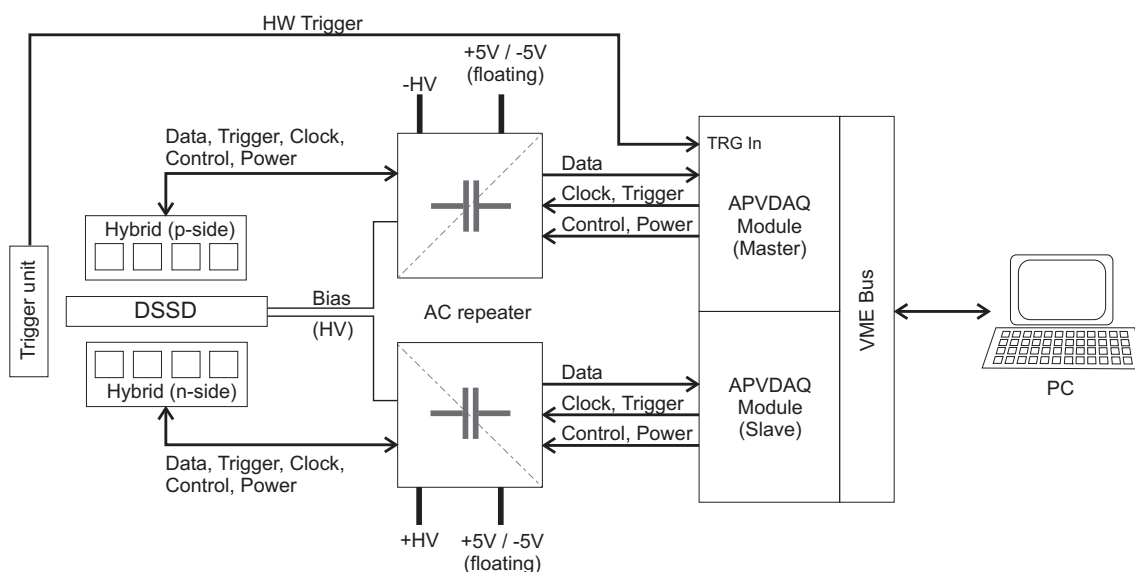 HW Trigger
+5V / -5V
(floating)
-HV
Data, Trigger, Clock,
Control, Power
TRG In
Data
Clock, Trigger
Control, Power
APVDAQ
Module
(Master)
Hybrid (p-side)
Trigger unit
DSSD
Bias
(HV)
AC repeater
VME Bus
PC
Hybrid (n-side)
Data
Clock, Trigger
Control, Power
APVDAQ
Module
(Slave)
Data, Trigger, Clock,
Control, Power
+HV
+5V / -5V
(floating)